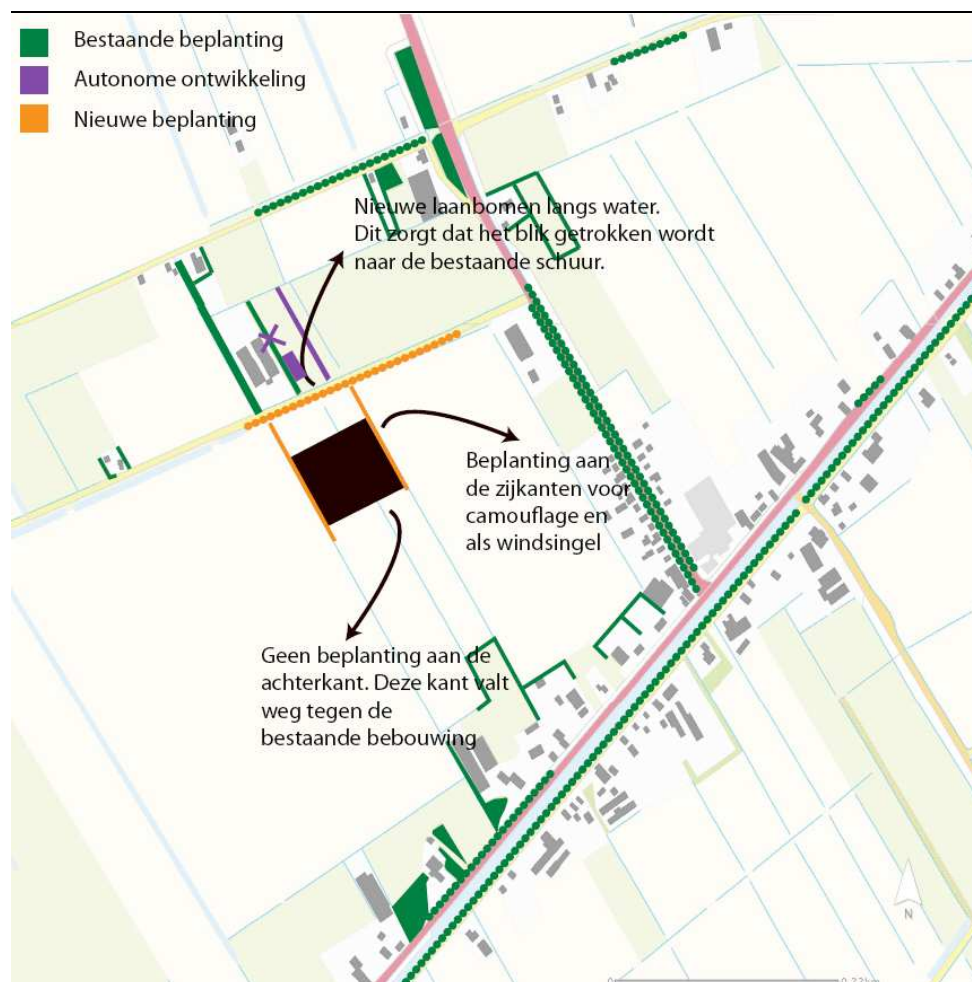 Bestaande beplanting
Autonome ontwikkeling
Nieuwe beplanting
Nieuwe laanbomen langs water.
Dit zorgt dat het blik getrokken wordt
naar de bestaande schuur.
Beplanting aan
de zijkanten voor
camouflage en
als windsingel
Geen beplanting aan de
achterkant. Deze kant valt
weg tegen de
bestaande bebouwing
N
0